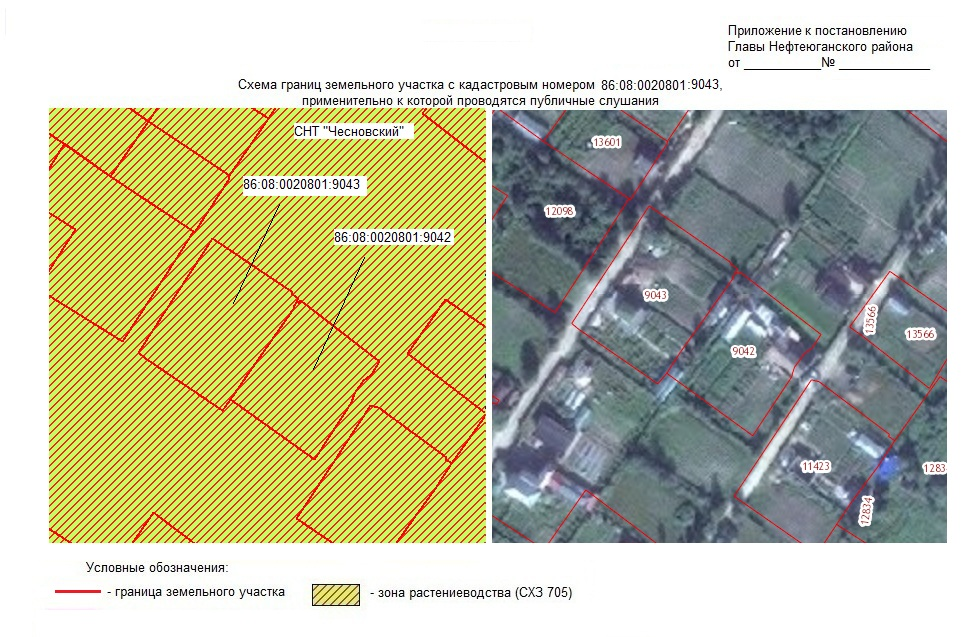 Приложение к постановлению
Главы Нефтеюганского района
от ___________№ _____________
Схема границ земельного участка с кадастровым номером 86:08:0020801:9043,
применительно к которой проводятся публичные слушания
СНТ "Чесновский"
86:08:0020801:9043
86:08:0020801:9042
13601
12098
9043
13566
13566
9042
11423
1283
12834
Условные обозначения:
- граница земельного участка
- зона растениеводства (СХЗ 705)